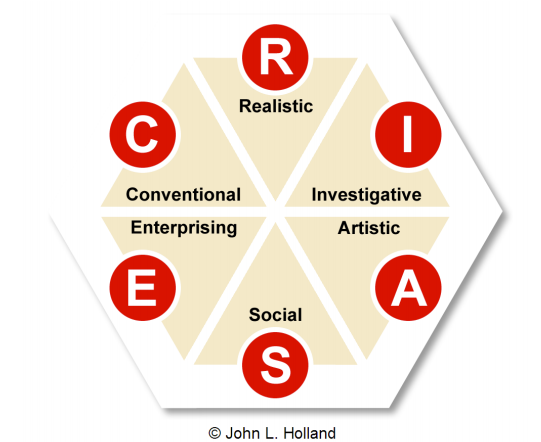 R
Realistic
C
I
Conventional
Investigative
Enterprising
Artistic
E
A
Social
S
© John L. Holland